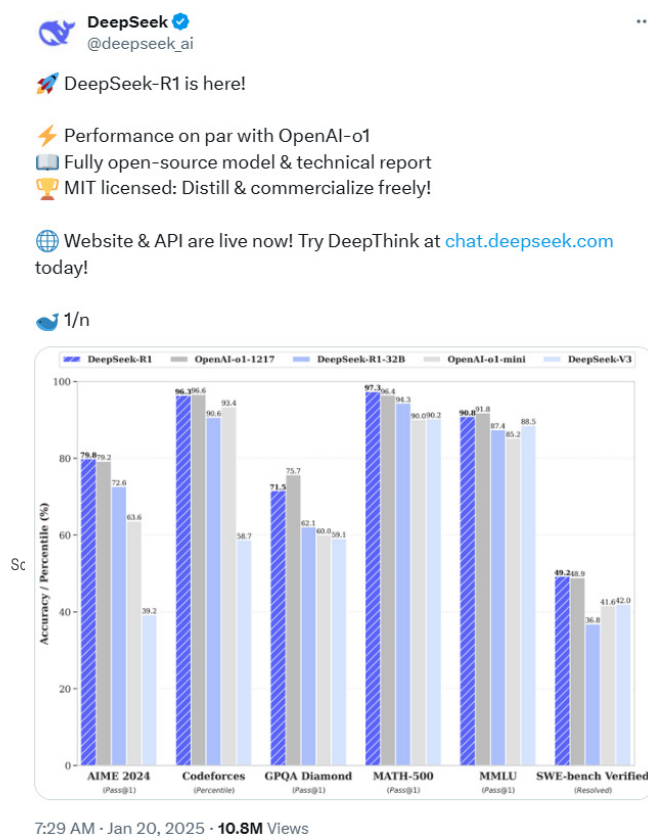 DeepSeek
@deepseek_ai
🚀 DeepSeek-R1 is here!
⚡ Performance on par with OpenAI-o1
📖 Fully open-source model & technical report
🏆 MIT licensed: Distill & commercialize freely!
🌐 Website & API are live now! Try DeepThink at chat.deepseek.com
today!
🐋 1/n
DeepSeek-R1 OpenAI-o1-1217 DeepSeek-R1-32B OpenAI-o1-mini DeepSeek-V3
Accuracy / Percentile (%)
100
80
60
40
20
0
79.8 79.2 72.6 63.6 39.2
96.3 96.6 90.6 93.4 58.7
71.5 75.7 62.1 60.0 59.1
97.3 96.4 94.3 90.0 90.2
90.8 91.8 87.4 85.2 88.5
49.2 48.9 36.8 41.6 42.0
AIME 2024 Codeforces GPQA Diamond MATH-500 MMLU SWE-bench Verified
(Pass@1) (Percentile) (Pass@1) (Pass@1) (Pass@1) (Resolved)
Sc
7:29 AM · Jan 20, 2025 · 10.8M Views